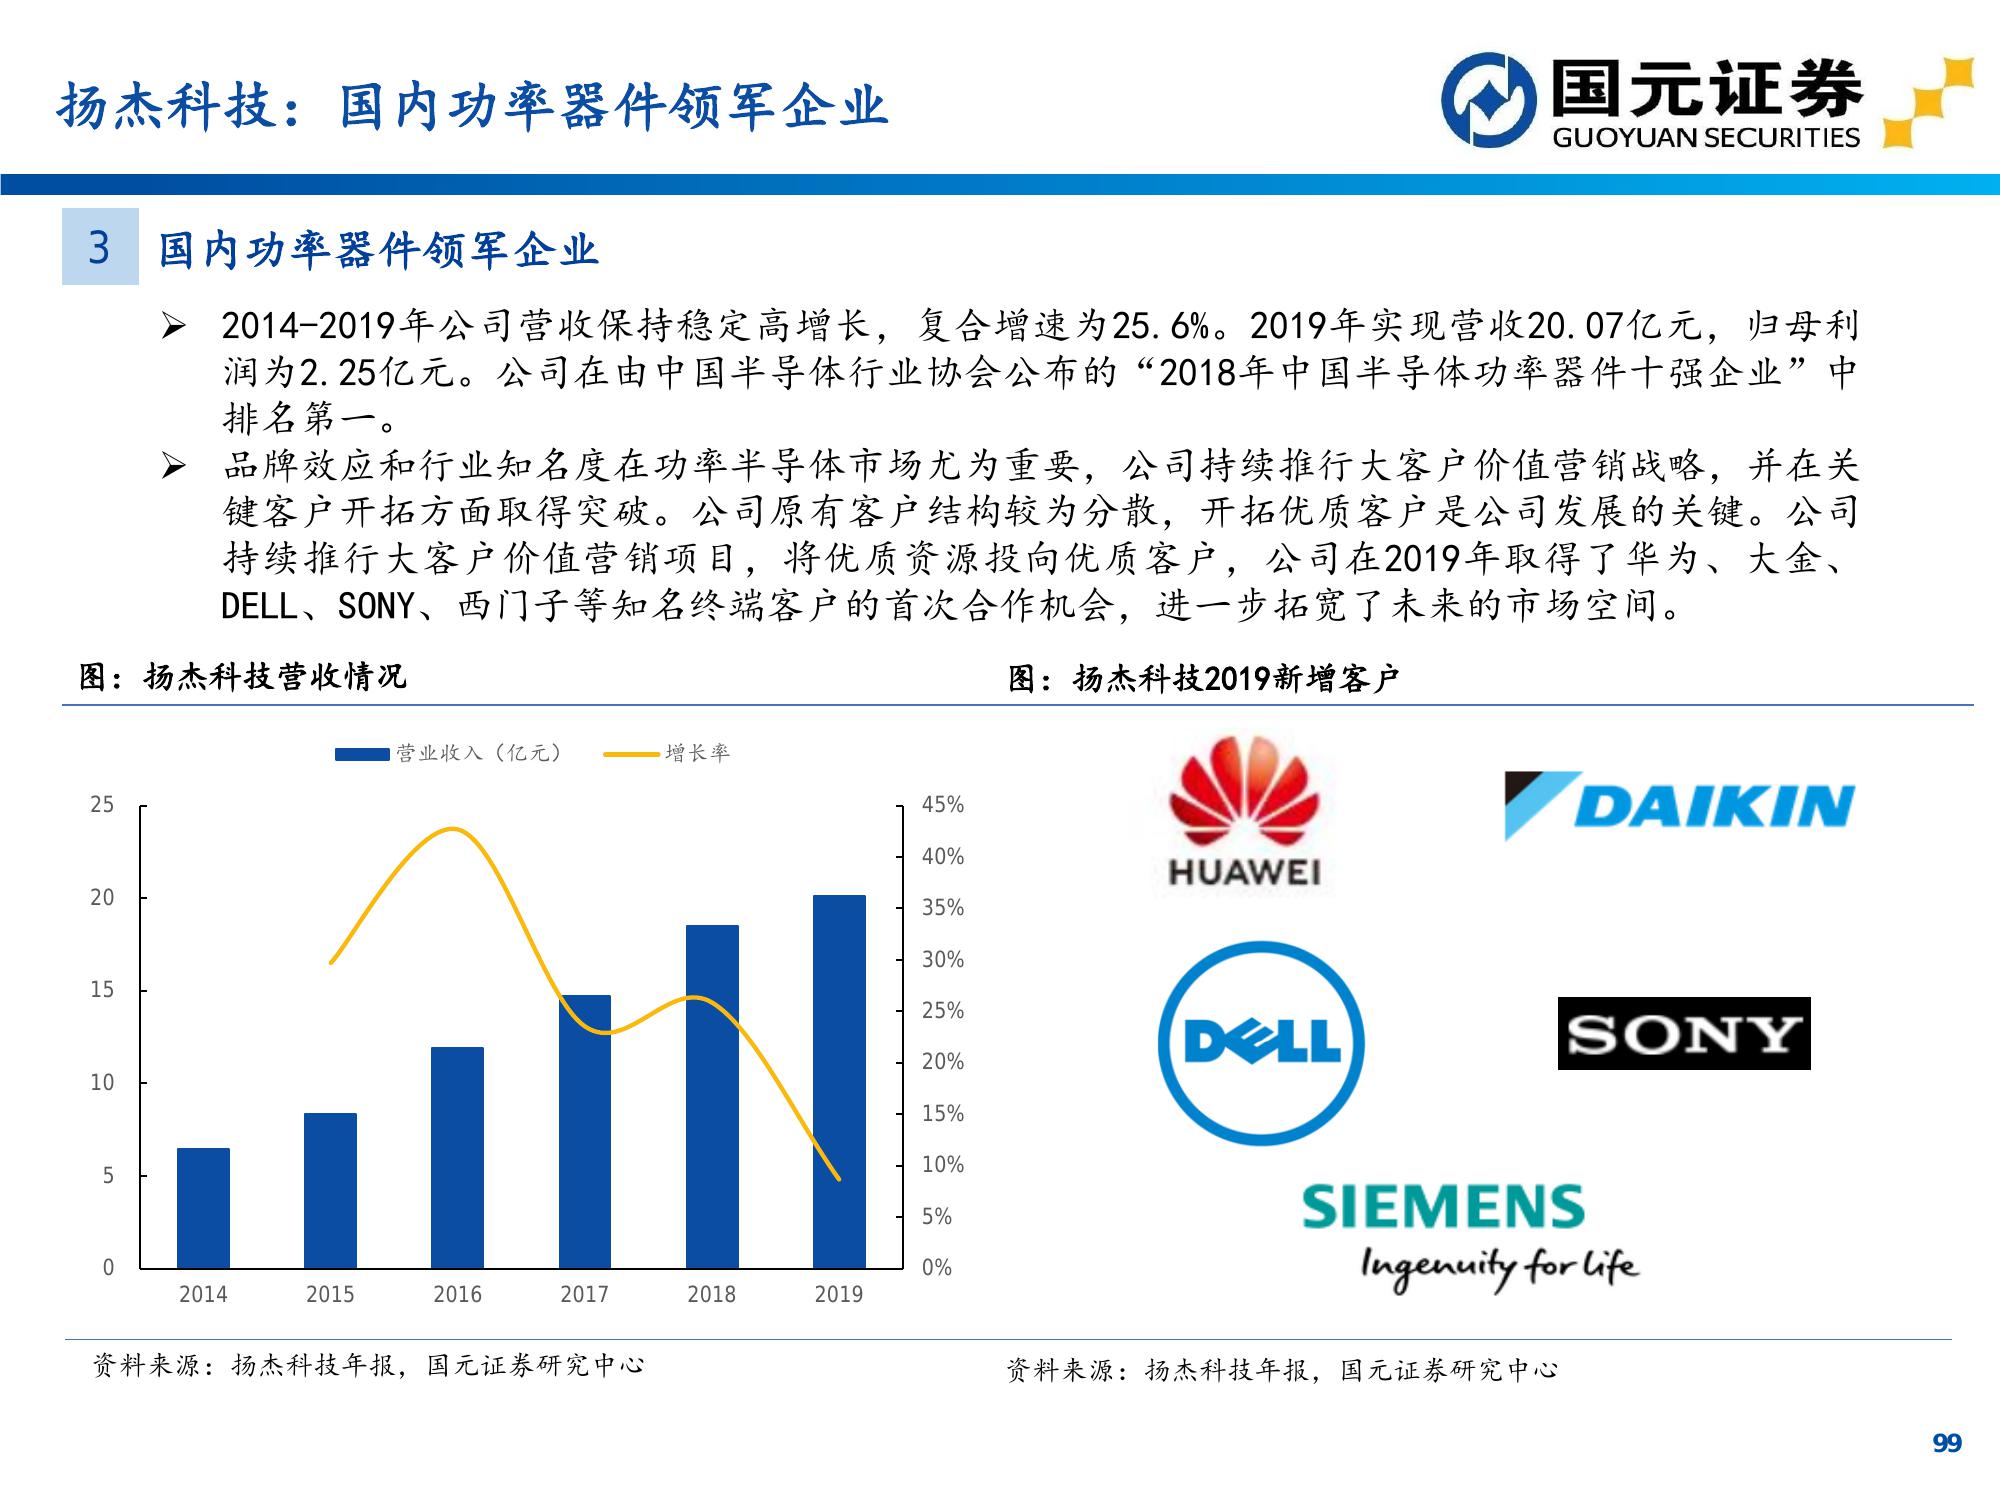 扬杰科技：国内功率器件领军企业
国元证券
GUOYUAN SECURITIES
3 国内功率器件领军企业
➢ 2014-2019年公司营收保持稳定高增长，复合增速为25.6%。2019年实现营收20.07亿元，归母利
润为2.25亿元。公司在由中国半导体行业协会公布的“2018年中国半导体功率器件十强企业”中
排名第一。
➢ 品牌效应和行业知名度在功率半导体市场尤为重要，公司持续推行大客户价值营销战略，并在关
键客户开拓方面取得突破。公司原有客户结构较为分散，开拓优质客户是公司发展的关键。公司
持续推行大客户价值营销项目，将优质资源投向优质客户，公司在2019年取得了华为、大金、
DELL、SONY、西门子等知名终端客户的首次合作机会，进一步拓宽了未来的市场空间。
图：扬杰科技营收情况
营业收入（亿元） 增长率
25
20
15
10
5
0
45%
40%
35%
30%
25%
20%
15%
10%
5%
0%
2014 2015 2016 2017 2018 2019
资料来源：扬杰科技年报，国元证券研究中心
图：扬杰科技2019新增客户
HUAWEI
DAIKIN
DELL
SONY
SIEMENS
Ingenuity for life
资料来源：扬杰科技年报，国元证券研究中心
99